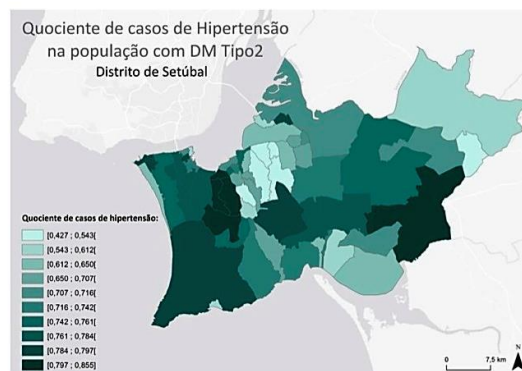 Quociente de casos de Hipertensão
na população com DM Tipo2
Distrito de Setúbal
Quociente de casos de hipertensão:
[0,427 ; 0,543[
[0,543 ; 0,612[
[0,612 ; 0,650[
[0,650 ; 0,707[
[0,707 ; 0,716[
[0,716 ; 0,742[
[0,742 ; 0,761[
[0,761 ; 0,784[
[0,784 ; 0,797[
[0,797 ; 0,855]
N
0 7,5 km